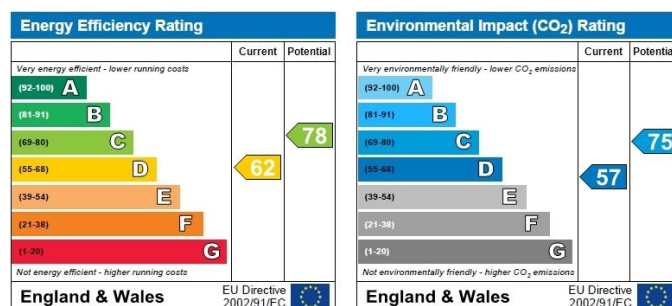 Energy Efficiency Rating
Current Potential
Very energy efficient - lower running costs
(92-100) A
(81-91) B
(69-80) C
78
(55-68) D
62
(39-54) E
(21-38) F
(1-20) G
Not energy efficient - higher running costs
England & Wales
EU Directive
2002/91/EC
Environmental Impact (CO₂) Rating
Current Potential
Very environmentally friendly - lower CO₂ emissions
(92-100) A
(81-91) B
(69-80) C
75
(55-68) D
57
(39-54) E
(21-38) F
(1-20) G
Not environmentally friendly - higher CO₂ emissions
England & Wales
EU Directive
2002/91/EC